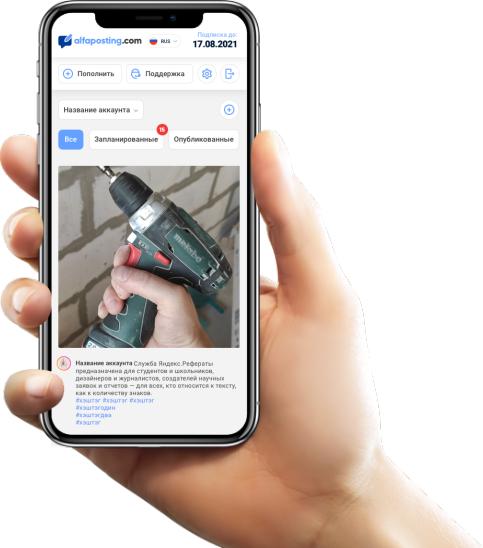 alfaposting.com
RUS
Подписка до:
17.08.2021
Пополнить
Поддержка
Название аккаунта
Все
Запланированные
15
Опубликованные
metabo
Название аккаунта Служба Яндекс.Рефераты
предназначена для студентов и школьников,
дизайнеров и журналистов, создателей научных
заявок и отчетов — для всех, кто относится к тексту,
как к количеству знаков.
#хэштэг #хэштэг #хэштэг
#хэштэгодин
#хэштэгдва
#хэштэг